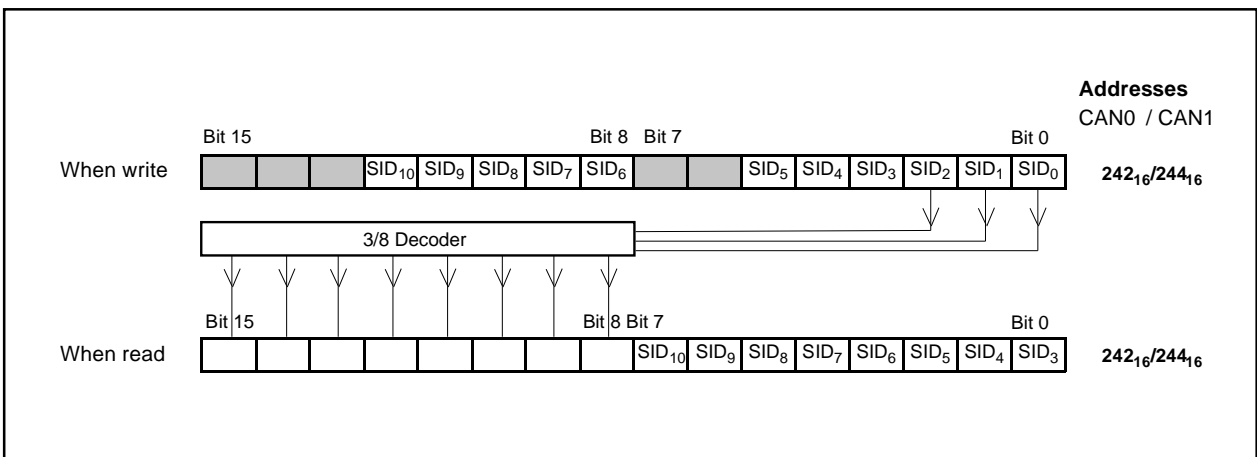 Addresses
CAN0 / CAN1
Bit 15 Bit 8 Bit 7 Bit 0
When write SID₁₀ SID₉ SID₈ SID₇ SID₆ SID₅ SID₄ SID₃ SID₂ SID₁ SID₀ 242₁₆/244₁₆
3/8 Decoder
Bit 15 Bit 8 Bit 7 Bit 0
When read SID₁₀ SID₉ SID₈ SID₇ SID₆ SID₅ SID₄ SID₃ 242₁₆/244₁₆